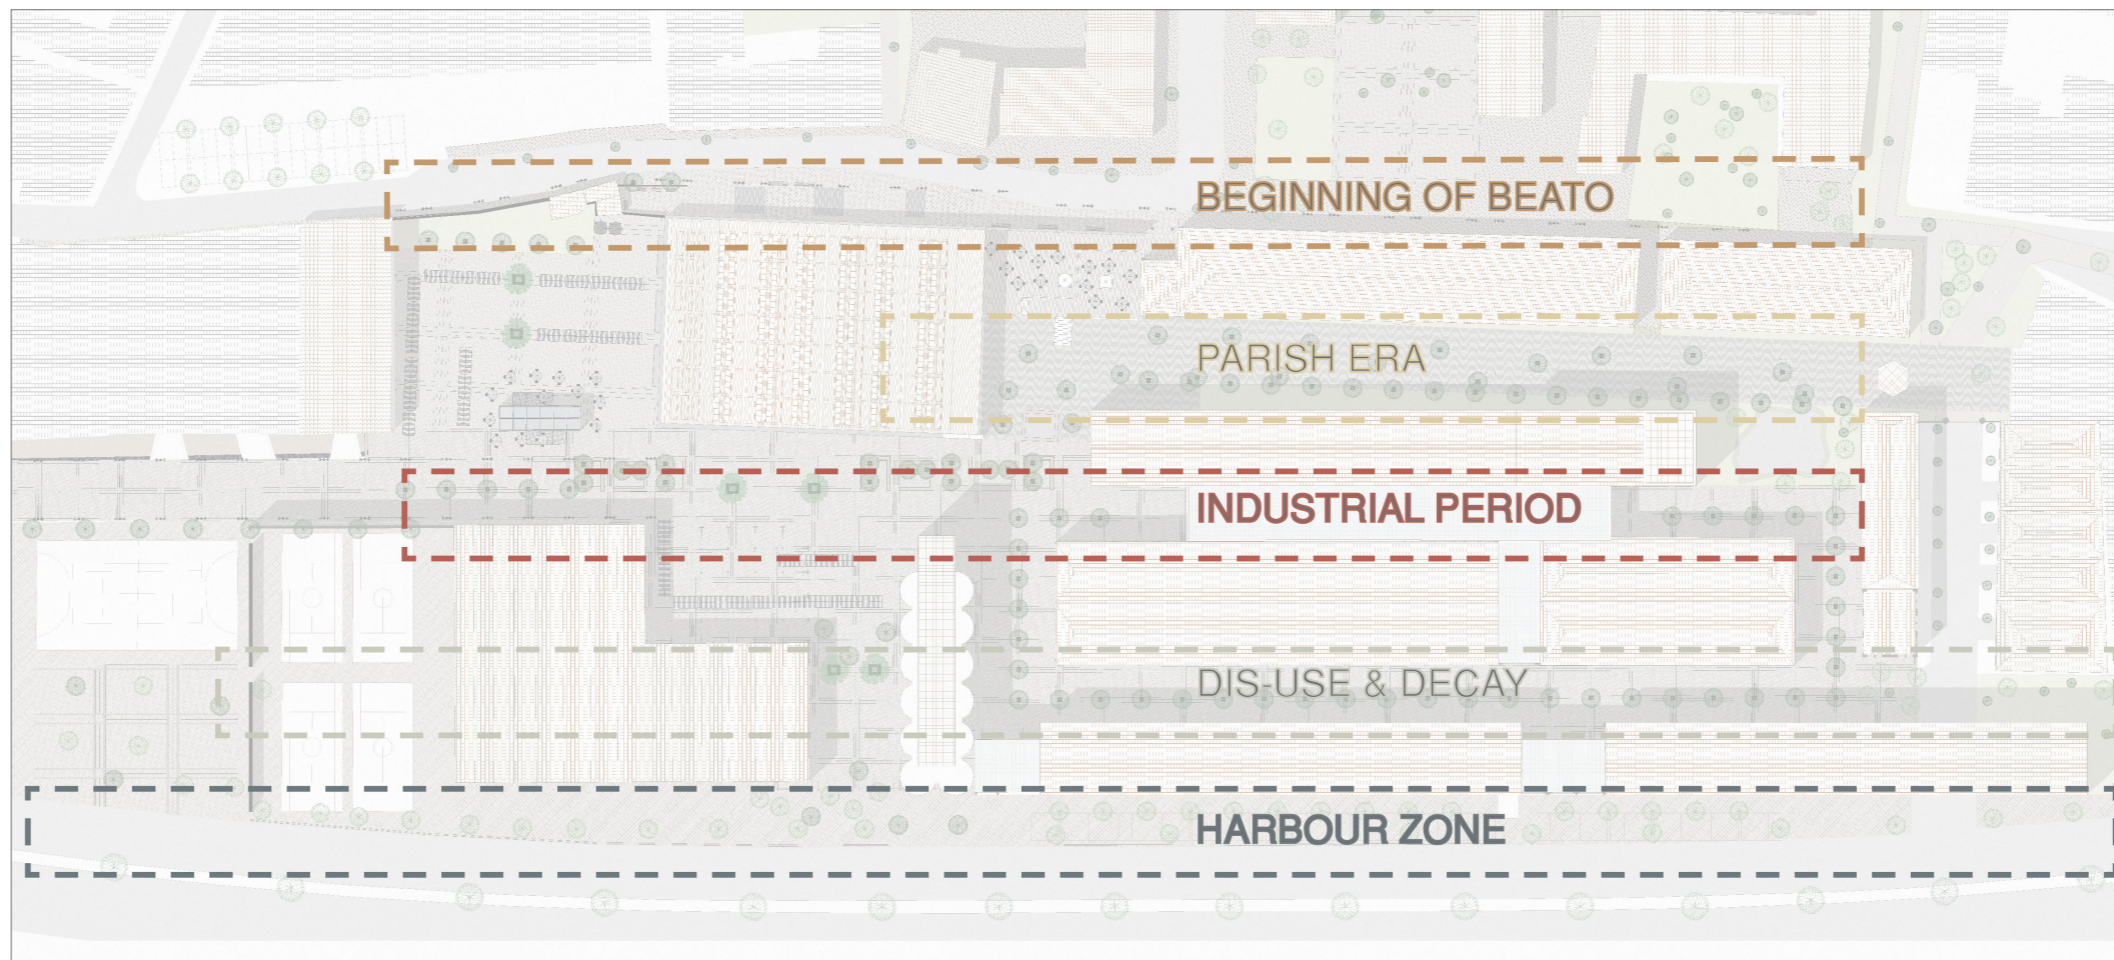 BEGINNING OF BEATO
PARISH ERA
INDUSTRIAL PERIOD
DIS-USE & DECAY
HARBOUR ZONE